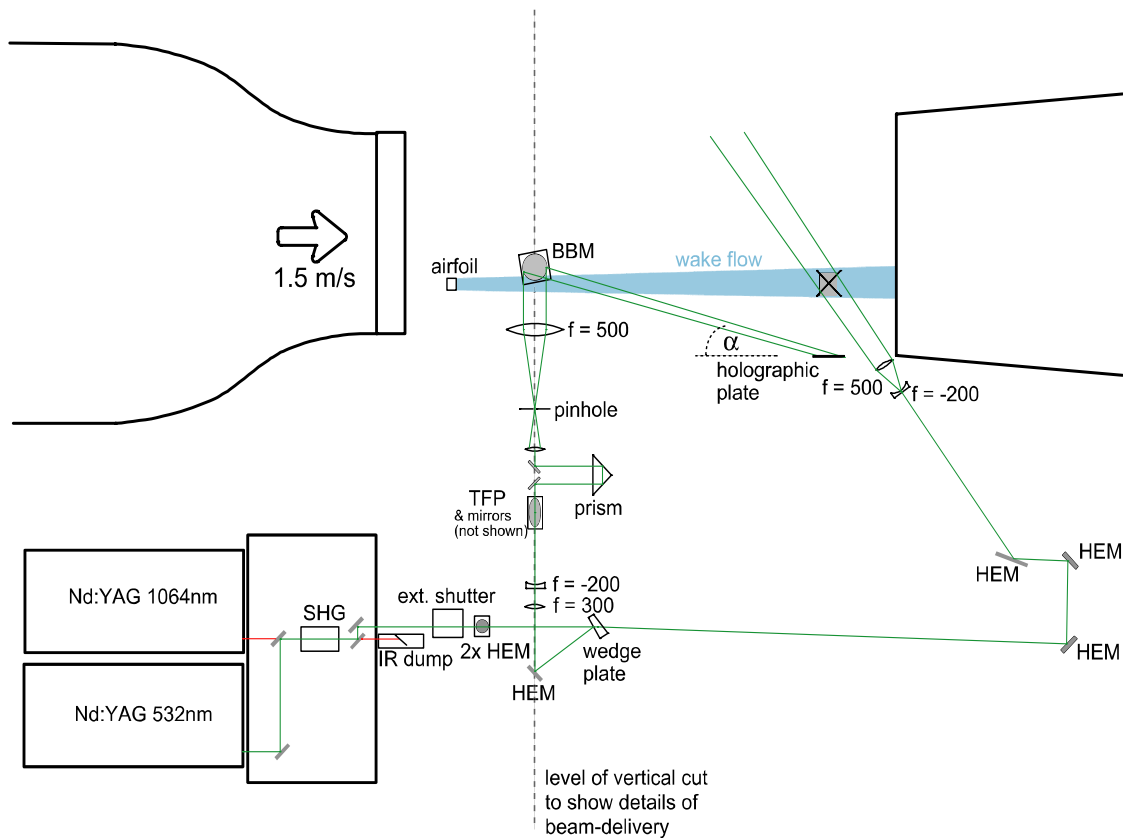 1.5 m/s
airfoil
BBM
wake flow
f = 500
α
holographic
plate
f = 500
f = -200
pinhole
TFP
& mirrors
(not shown)
prism
HEM
HEM
Nd:YAG 1064nm
SHG
ext. shutter
f = -200
f = 300
IR dump
2x HEM
wedge
plate
HEM
HEM
Nd:YAG 532nm
level of vertical cut
to show details of
beam-delivery